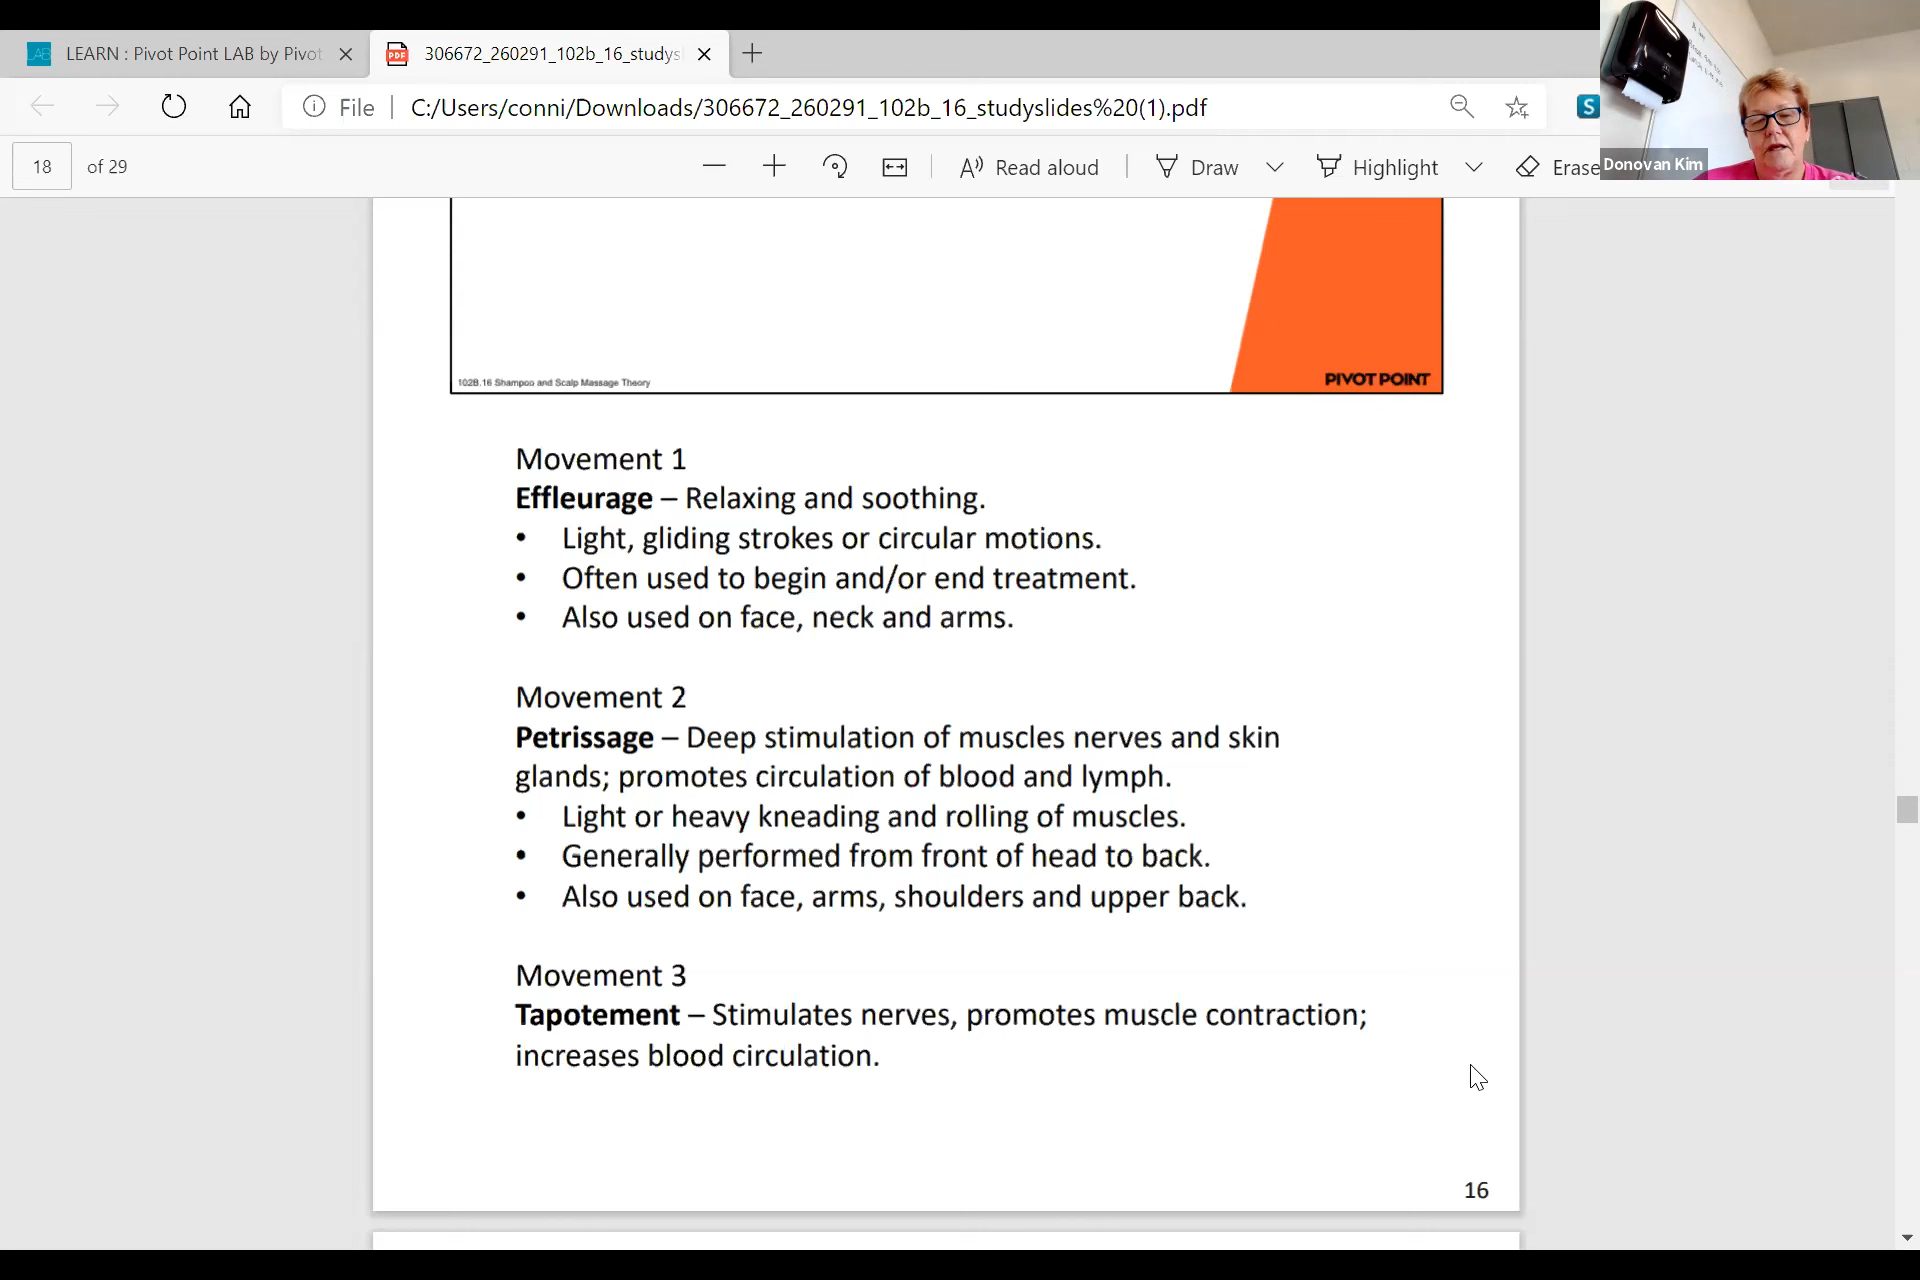 LEARN : Pivot Point LAB by Pivot
306672_260291_102b_16_studys
File
C:/Users/conni/Downloads/306672_260291_102b_16_studyslides%20(1).pdf
S
18 of 29
Read aloud
Draw
Highlight
Erase
Donovan Kim
102B.16 Shampoo and Scalp Massage Theory
PIVOT POINT
Movement 1
Effleurage – Relaxing and soothing.
• Light, gliding strokes or circular motions.
• Often used to begin and/or end treatment.
• Also used on face, neck and arms.
Movement 2
Petrissage – Deep stimulation of muscles nerves and skin
glands; promotes circulation of blood and lymph.
• Light or heavy kneading and rolling of muscles.
• Generally performed from front of head to back.
• Also used on face, arms, shoulders and upper back.
Movement 3
Tapotement – Stimulates nerves, promotes muscle contraction;
increases blood circulation.
16